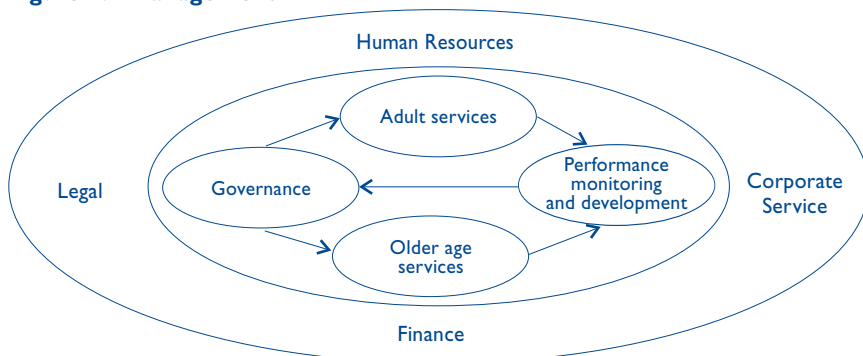 Human Resources
Adult services
Legal
Governance
Performance
monitoring
and development
Corporate
Service
Older age
services
Finance